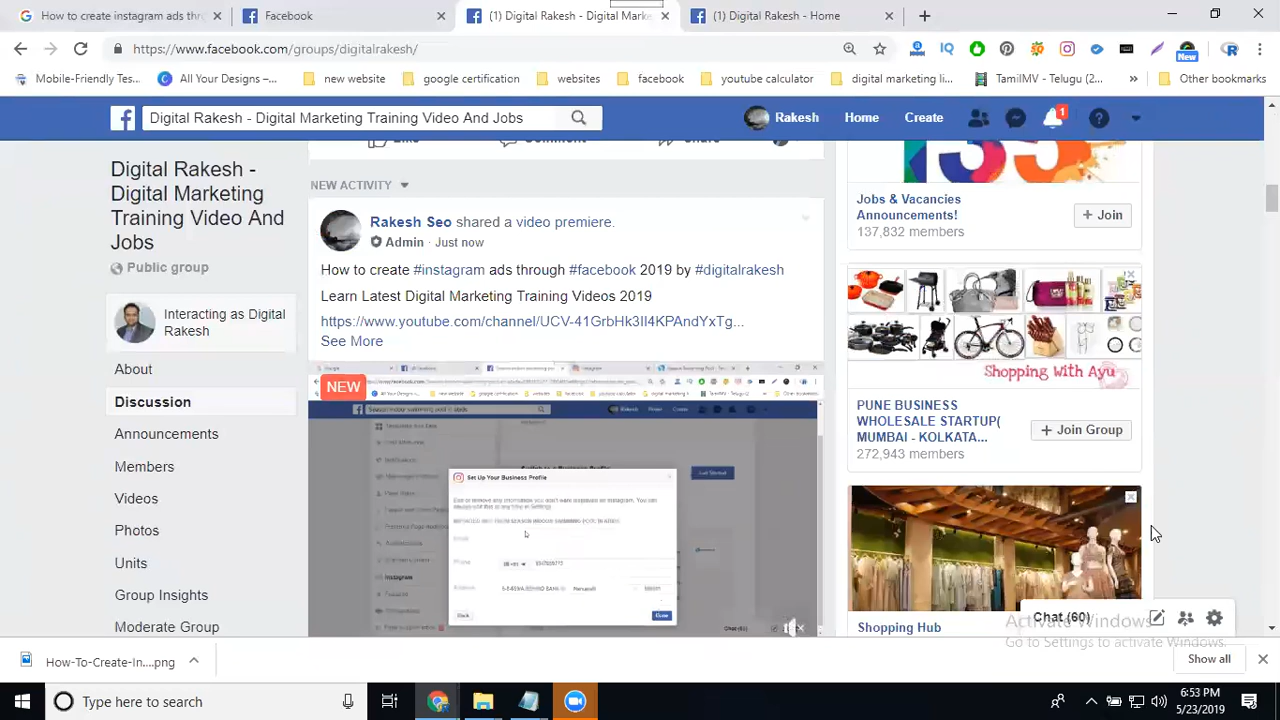 How to create instagram ads thr
Facebook
(1) Digital Rakesh - Digital Marke
(1) Digital Rakesh - Home
https://www.facebook.com/groups/digitalrakesh/
New
Mobile-Friendly Tes...
All Your Designs –...
new website
google certification
websites
facebook
youtube calculator
digital marketing li...
TamilMV - Telugu (2...
Other bookmarks
Digital Rakesh - Digital Marketing Training Video And Jobs
Rakesh
Home
Create
1
Digital Rakesh -
Digital Marketing
Training Video And
Jobs
Public group
Interacting as Digital
Rakesh
About
Discussion
Announcements
Members
Videos
Photos
Units
Group Insights
Moderate Group
Like
Comment
Share
NEW ACTIVITY
Rakesh Seo shared a video premiere.
Admin · Just now
How to create #instagram ads through #facebook 2019 by #digitalrakesh
Learn Latest Digital Marketing Training Videos 2019
See More
NEW
Set Up Your Business Profile
Instagram
Back
Done
Jobs & Vacancies
Announcements!
137,832 members
+ Join
Shopping with Ayu
PUNE BUSINESS
WHOLESALE STARTUP(
MUMBAI - KOLKATA...
272,943 members
+ Join Group
Shopping Hub
Chat (60)
Activate Windows
Go to Settings to activate Windows.
How-To-Create-In....png
Show all
Type here to search
6:53 PM
5/23/2019